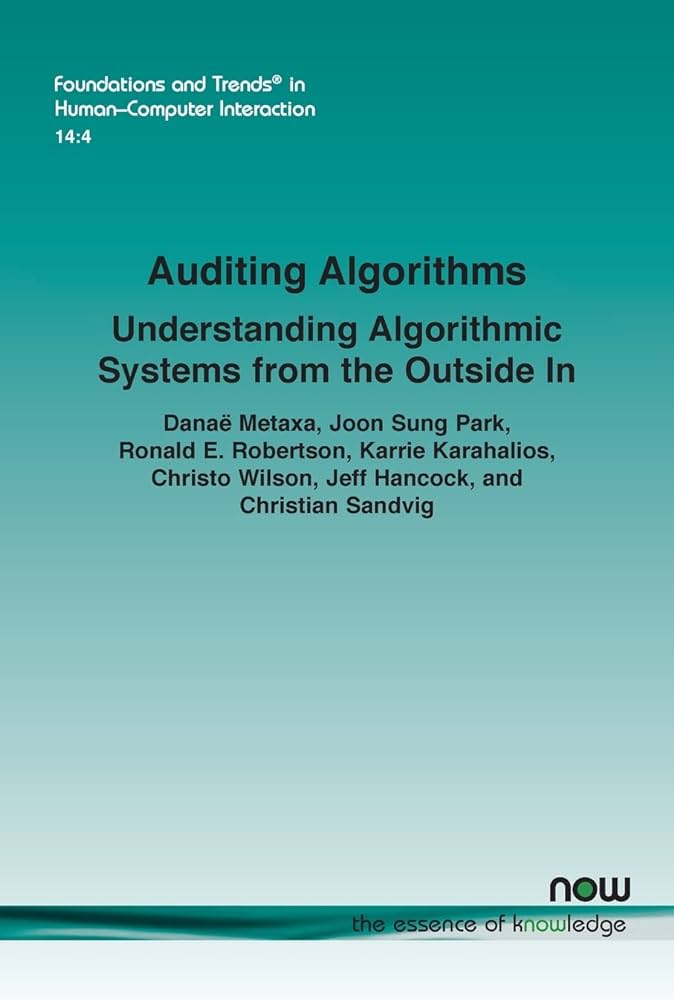 Foundations and Trends® in
Human–Computer Interaction
14:4
Auditing Algorithms
Understanding Algorithmic
Systems from the Outside In
Danaë Metaxa, Joon Sung Park,
Ronald E. Robertson, Karrie Karahalios,
Christo Wilson, Jeff Hancock, and
Christian Sandvig
now
the essence of knowledge